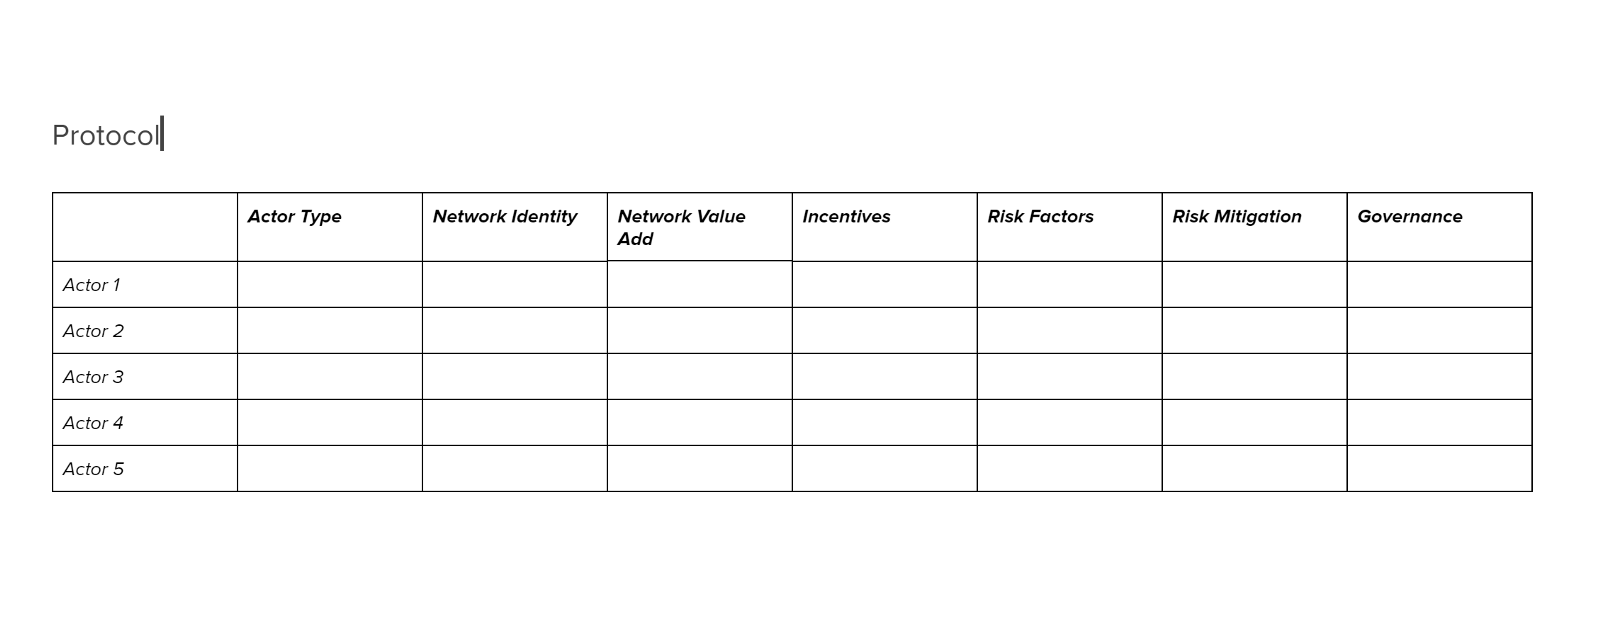 Protocol
Actor Type Network Identity Network Value Incentives Risk Factors Risk Mitigation Governance
Add
Actor 1
Actor 2
Actor 3
Actor 4
Actor 5